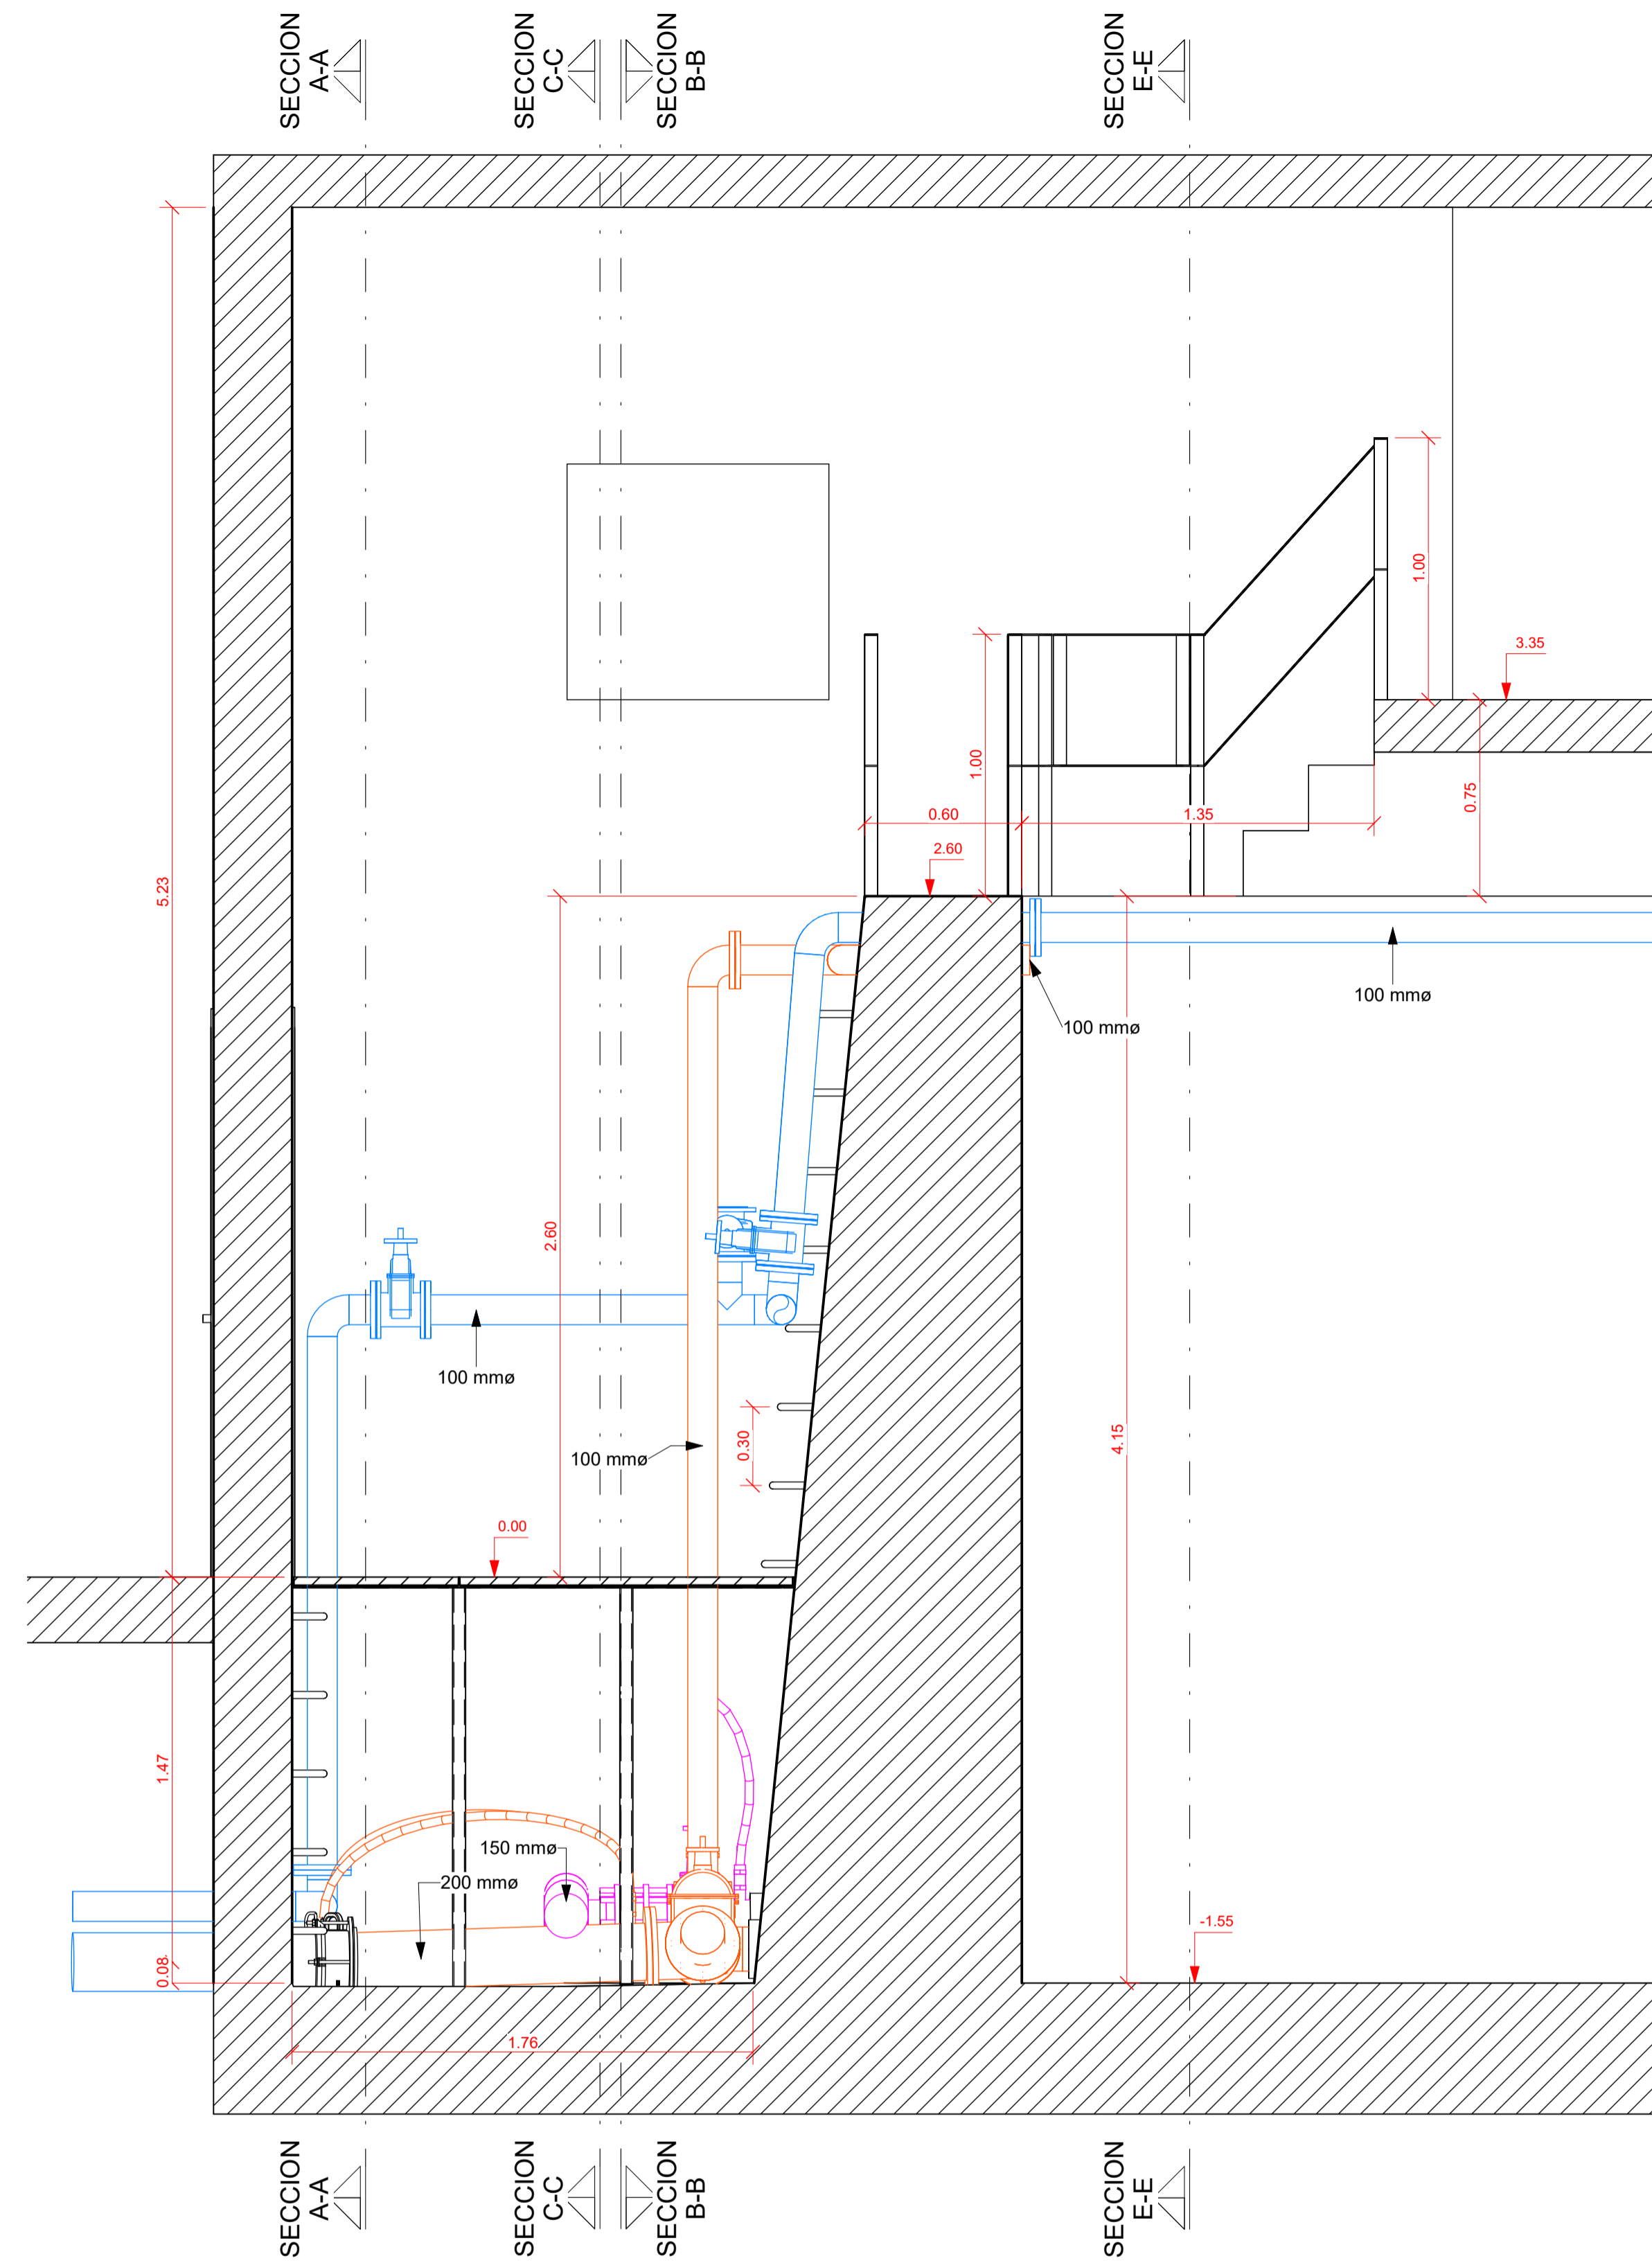 SECCION
A-A
SECCION
C-C
SECCION
B-B
SECCION
E-E
1.00
3.35
5.23
1.00
0.60
1.35
0.75
2.60
100 mmø
100 mmø
2.60
100 mmø
4.15
0.30
100 mmø
0.00
1.47
150 mmø
200 mmø
-1.55
0.08
1.76
SECCION
A-A
SECCION
C-C
SECCION
B-B
SECCION
E-E